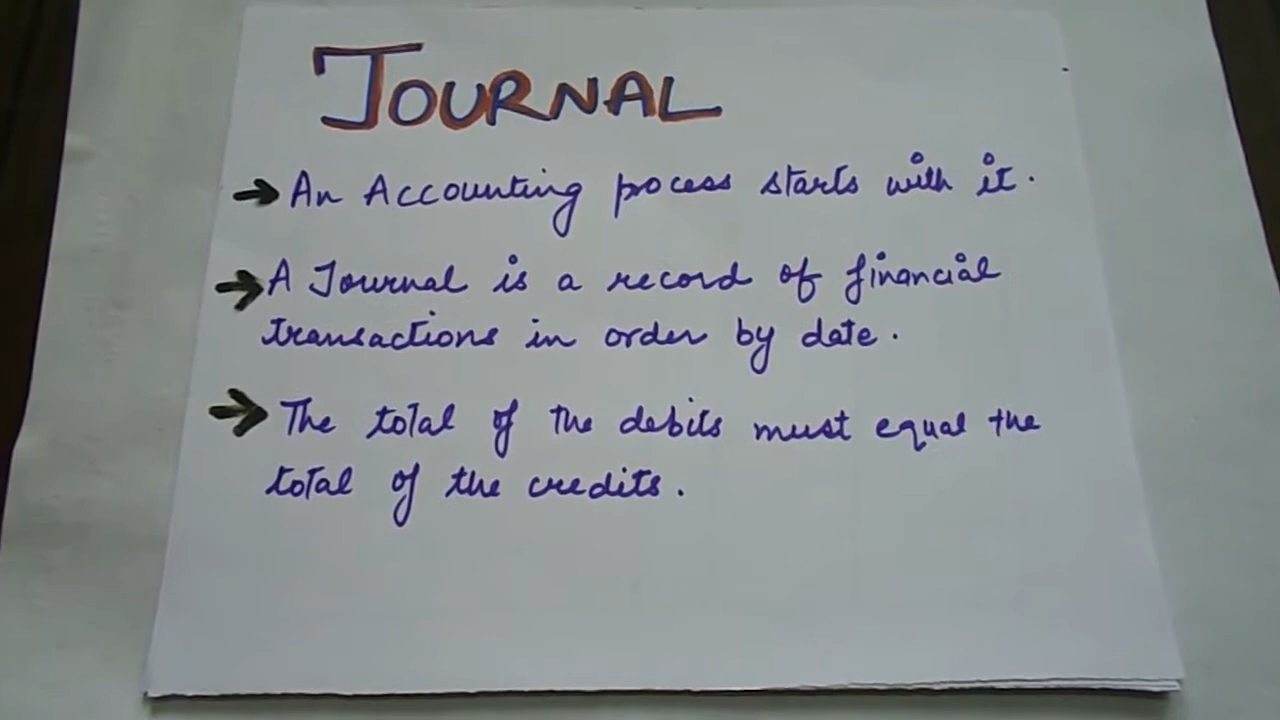 JOURNAL
→ An Accounting pocess starts with it.
→ A Journal is a record of financial
transactions in order by date.
→ The total of the debits must equal the
total of the credits.